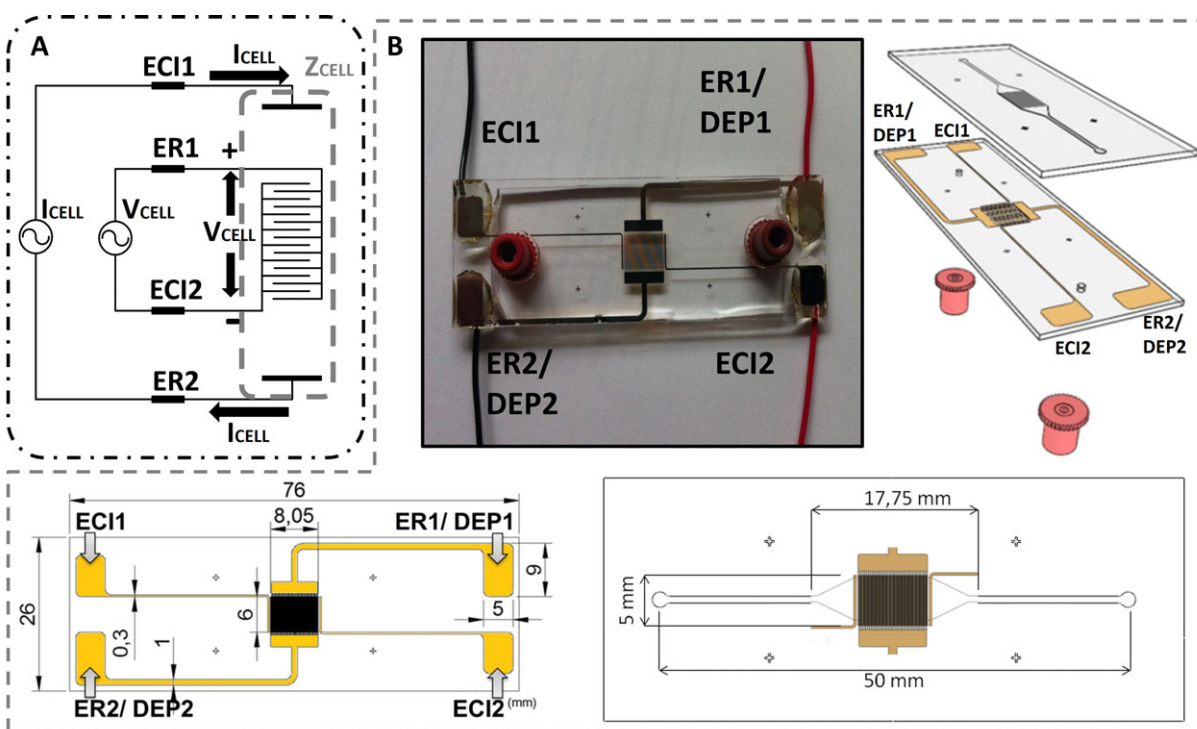 A
ICELL
ECI1
ZCELL
ER1
+
ICELL
VCELL
VCELL
ECI2
-
ER2
ICELL
B
ECI1
ER1/
DEP1
ER2/
DEP2
ECI2
ER1/
DEP1
ECI1
ECI2
ER2/
DEP2
76
ECI1
8,05
ER1/ DEP1
26
0,3
1
6
9
5
ER2/ DEP2
ECI2 (mm)
17,75 mm
5 mm
50 mm